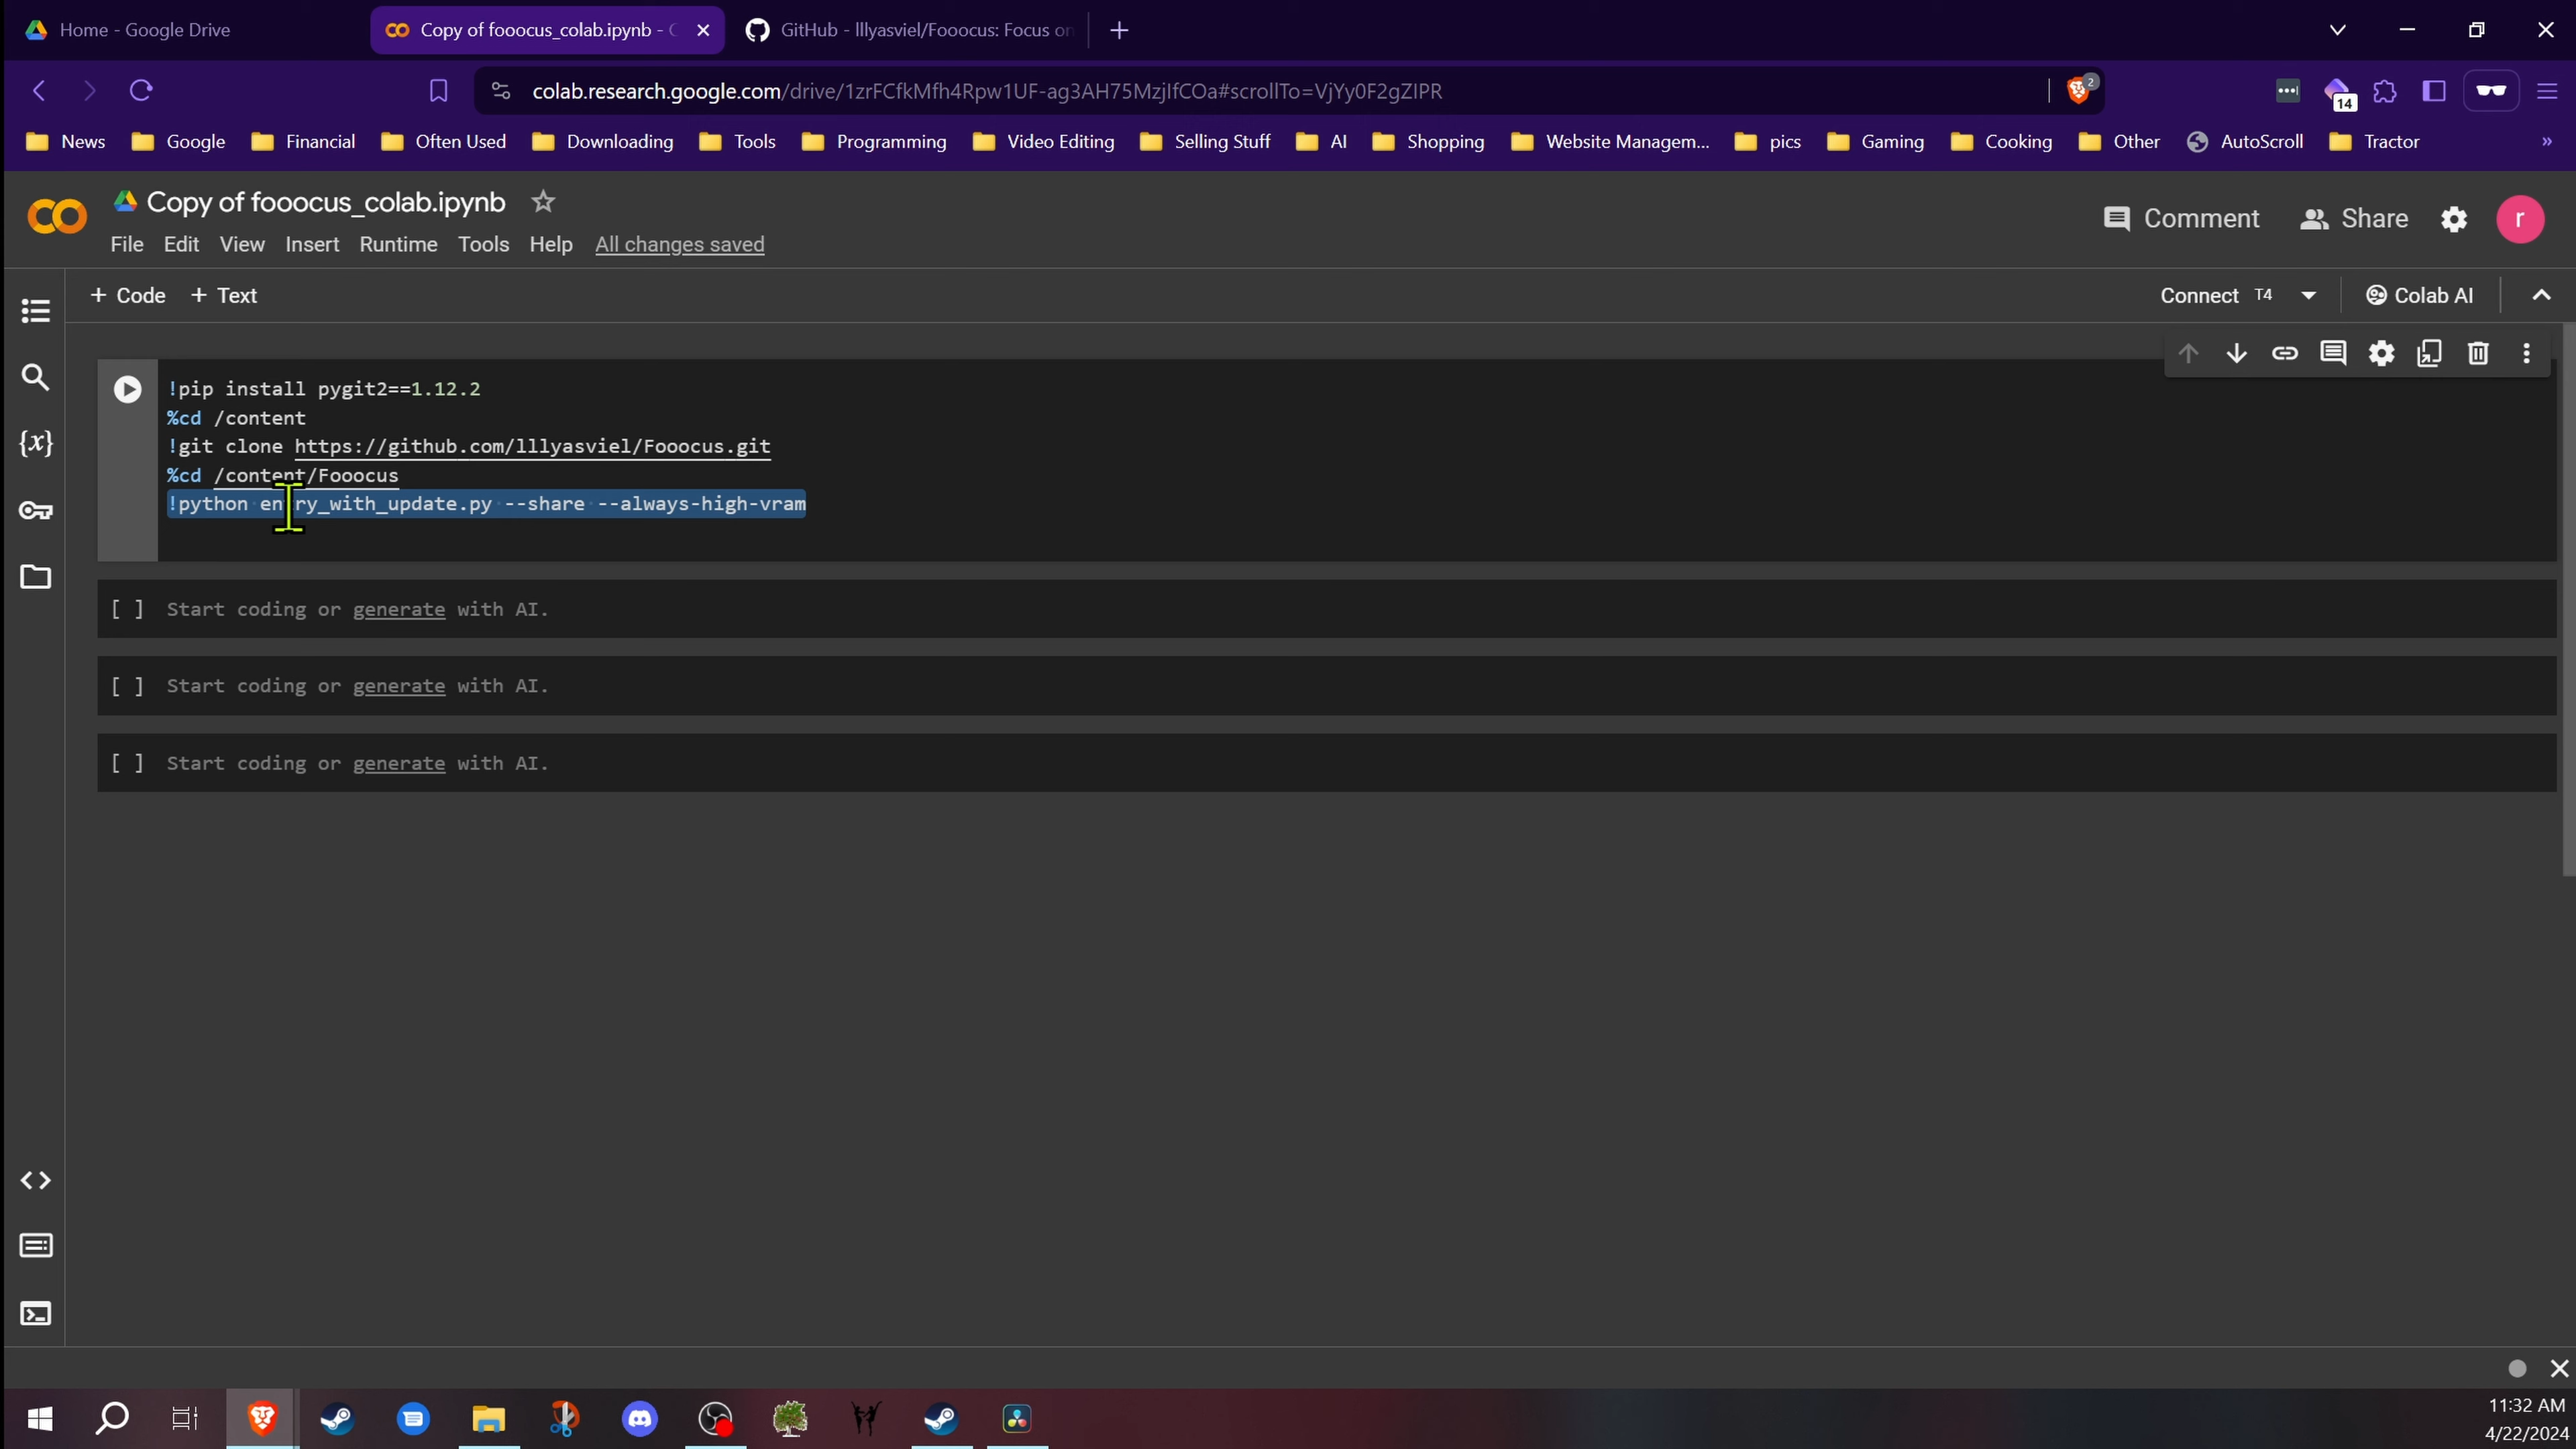 Home - Google Drive
Copy of fooocus_colab.ipynb - C
GitHub - lllyasviel/Fooocus: Focus on
colab.research.google.com/drive/1zrFCfkMfh4Rpw1UF-ag3AH75MzjIfCOa#scrollTo=VjYy0F2gZIPR
2
14
News Google Financial Often Used Downloading Tools Programming Video Editing Selling Stuff AI Shopping Website Managem... pics Gaming Cooking Other AutoScroll Tractor »
Copy of fooocus_colab.ipynb
Comment Share r
File Edit View Insert Runtime Tools Help All changes saved
+ Code + Text
Connect T4 Colab AI
!pip install pygit2==1.12.2
%cd /content
!git clone https://github.com/lllyasviel/Fooocus.git
%cd /content/Fooocus
!python entry_with_update.py --share --always-high-vram
[ ] Start coding or generate with AI.
[ ] Start coding or generate with AI.
[ ] Start coding or generate with AI.
{x}
11:32 AM
4/22/2024